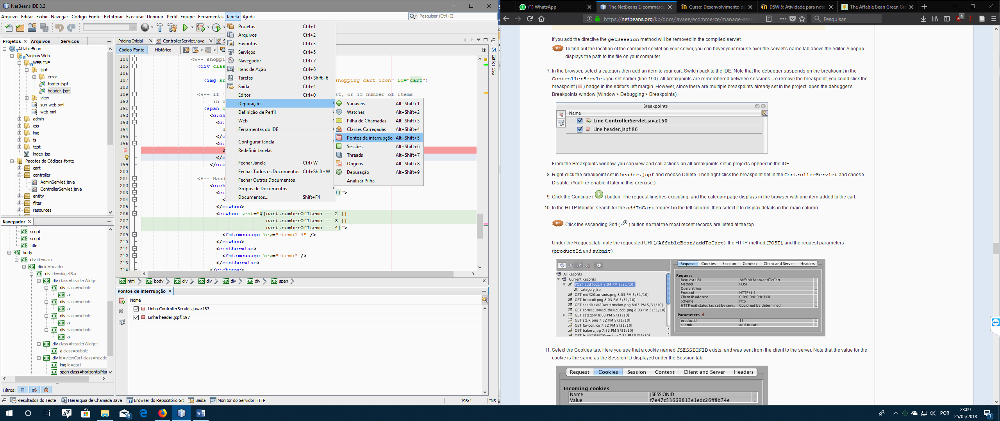 NetBeans IDE 8.2
Arquivo Editar Exibir Navegar Código-Fonte Refatorar Executar Depurar Perfil Equipe Ferramentas Janela Ajuda
Pesquisar (Ctrl+I)
Projetos Arquivos Serviços
AffableBean
Páginas Web
WEB-INF
jspf
error
footer.jspf
header.jspf
view
sun-web.xml
web.xml
admin
css
img
js
test
index.jsp
Pacotes de Códigos-fonte
cart
controller
AdminServlet.java
ControllerServlet.java
entity
filter
resources
Navegador
script
script
title
body
div id=main
div id=header
div id=widgetBar
div class=headerWidget
div class=bubble
a
div class=bubble
a
div class=bubble
a
div class=bubble
a
div class=headerWidget
a class=bubble
div id=viewCart class=heade
img id=cart
span class=horizontalMar
Filtros:
Página Inicial ControllerServlet.java
Código-Fonte Histórico
184 <%-- shoppi
185 <div clas
186
187 <img sr shopping cart icon" id="cart">
188
189 <%-- If ' st, or if number of items
190 in c
191 <span c
192 <c:ch
193 <c:
194 0
195 </c
196 <c:
$
</c
199 </c:
200
201 <%-- Hand
202 <c:ch
203 <c: }">
204 <
205 </c:when>
206 <c:when test="${cart.numberOfItems == 2 ||
207 cart.numberOfItems == 3 ||
208 cart.numberOfItems == 4}">
209 <fmt:message key="items2-4" />
210 </c:when>
211 <c:otherwise>
212 <fmt:message key="items" />
213 </c:otherwise>
214 </c:choose>
html body div div div div span
Projetos Ctrl+1
Arquivos Ctrl+2
Favoritos Ctrl+3
Serviços Ctrl+5
Navegador Ctrl+7
Itens de Ação Ctrl+6
Tarefas Ctrl+Shift+6
Saída Ctrl+4
Editor Ctrl+0
Depuração
Definição de Perfil
Web
Ferramentas do IDE
Configurar Janela
Redefinir Janelas
Fechar Janela Ctrl+W
Fechar Todos os Documentos Ctrl+Shift+W
Fechar Outros Documentos
Grupos de Documentos
Documentos... Shift+F4
Variáveis Alt+Shift+1
Watches Alt+Shift+2
Pilha de Chamadas Alt+Shift+3
Classes Carregadas Alt+Shift+4
Pontos de interrupção Alt+Shift+5
Sessões Alt+Shift+6
Threads Alt+Shift+7
Origens Alt+Shift+8
Depuração Alt+Shift+9
Analisar Pilha
Estilos CSS
Pontos de Interrupção
Nome
Linha ControllerServlet.java:183
Linha header.jspf:197
Resultados do Teste Hierarquia de Chamada Java Browser do Repositório Git Saída Monitor do Servidor HTTP
198:1 INS
(1) WhatsApp The NetBeans E-commerce Curso: Desenvolvimento de DSWI5: Atividade para nota The Affable Bean Green Gro
https://netbeans.org/kb/docs/javaee/ecommerce/manage-sess
Pesquisar
1
If you add the directive the getSession method will be removed in the compiled servlet.
TIP To find out the location of the compiled servlet on your server, you can hover your mouse over the servlet's name tab above the editor. A popup
displays the path to the file on your computer.
7. In the browser, select a category then add an item to your cart. Switch back to the IDE. Note that the debugger suspends on the breakpoint in the
ControllerServlet you set earlier (line 150). All breakpoints are remembered between sessions. To remove the breakpoint, you could click the
breakpoint ( ) badge in the editor's left margin. However, since there are multiple breakpoints already set in the project, open the debugger's
Breakpoints window (Window > Debugging > Breakpoints).
Breakpoints
Name
Line ControllerServlet.java:150
Line header.jspf:86
From the Breakpoints window, you can view and call actions on all breakpoints set in projects opened in the IDE.
8. Right-click the breakpoint set in header.jspf and choose Delete. Then right-click the breakpoint set in the ControllerServlet and choose
Disable. (You'll re-enable it later in this exercise.)
9. Click the Continue ( ) button. The request finishes executing, and the category page displays in the browser with one item added to the cart.
10. In the HTTP Monitor, search for the addToCart request in the left column, then select it to display details in the main column.
TIP Click the Ascending Sort ( ) button so that the most recent records are listed at the top.
Under the Request tab, note the requested URI (/AffableBean/addToCart), the HTTP method (POST), and the request parameters
(productId and submit).
All Records
Current Records
POST addToCart 8:04 PM 5/31/10]
category.jsp
GET red%20currants.png 8:03 PM 5/31/10]
GET broccoli.png 8:03 PM 5/31/10]
GET seedless%20watermelon.png 8:03 PM 5/31/10]
GET corn%20on%20the%20cob.png 8:03 PM 5/31/10]
GET category 8:03 PM 5/31/10]
GET stalk.png 7:52 PM 5/31/10]
GET favicon.ico 7:52 PM 5/31/10]
GET bakery.jpg 7:52 PM 5/31/10]
GET fruit%20&%20veg.jpg 7:52 PM 5/31/10]
Request Cookies Session Context Client and Server Headers
Request
Request URI /AffableBean/addToCart
Method POST
Query string
Protocol HTTP/1.1
Client IP address 0:0:0:0:0:0:0:1%0
Scheme http
HTTP exit status (as set by serv... Could not be determined
Parameters
productId 13
submit add to cart
11. Select the Cookies tab. Here you see that a cookie named JSESSIONID exists, and was sent from the client to the server. Note that the value for the
cookie is the same as the Session ID displayed under the Session tab.
Request Cookies Session Context Client and Server Headers
Incoming cookies
Name JSESSIONID
Value f7e47c53669813e1edc26ff8b74e
5
POR
23:09
25/05/2018
1